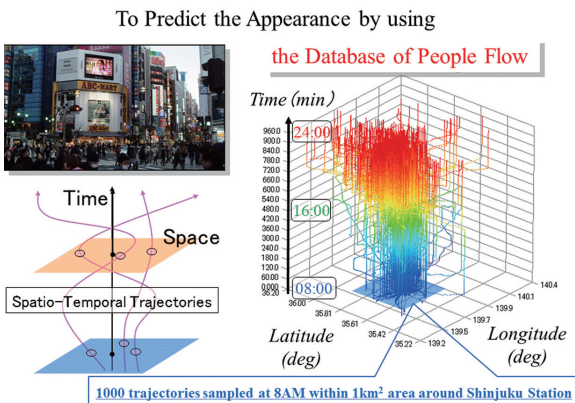 To Predict the Appearance by using
the Database of People Flow
ABC-MART
Time (min)
24:00
16:00
08:00
960.0
900.0
840.0
780.0
720.0
660.0
600.0
540.0
480.0
420.0
360.0
300.0
240.0
180.0
120.0
60.0
0.000
36.20
36.00
35.81
35.61
35.42
35.22
139.2
139.5
139.7
139.9
140.1
140.4
Latitude
(deg)
Longitude
(deg)
Time
Space
Spatio-Temporal Trajectories
1000 trajectories sampled at 8AM within 1km² area around Shinjuku Station